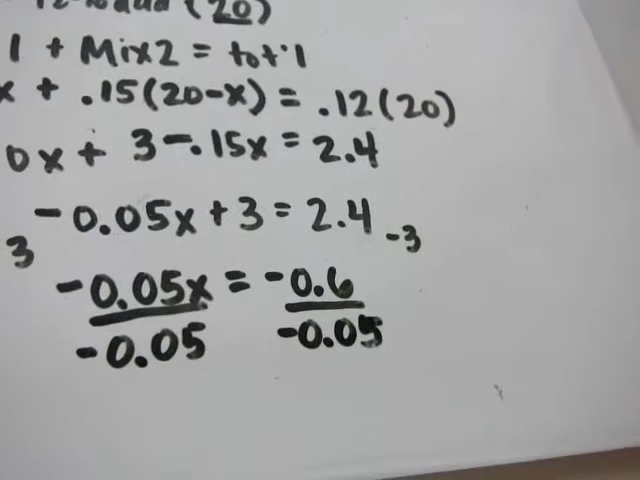 (20)
1 + Mix2 = tot'l
x + .15(20-x) = .12(20)
0x + 3-.15x = 2.4
-0.05x + 3 = 2.4 -3
3
-0.05x = -0.6
-0.05 -0.05